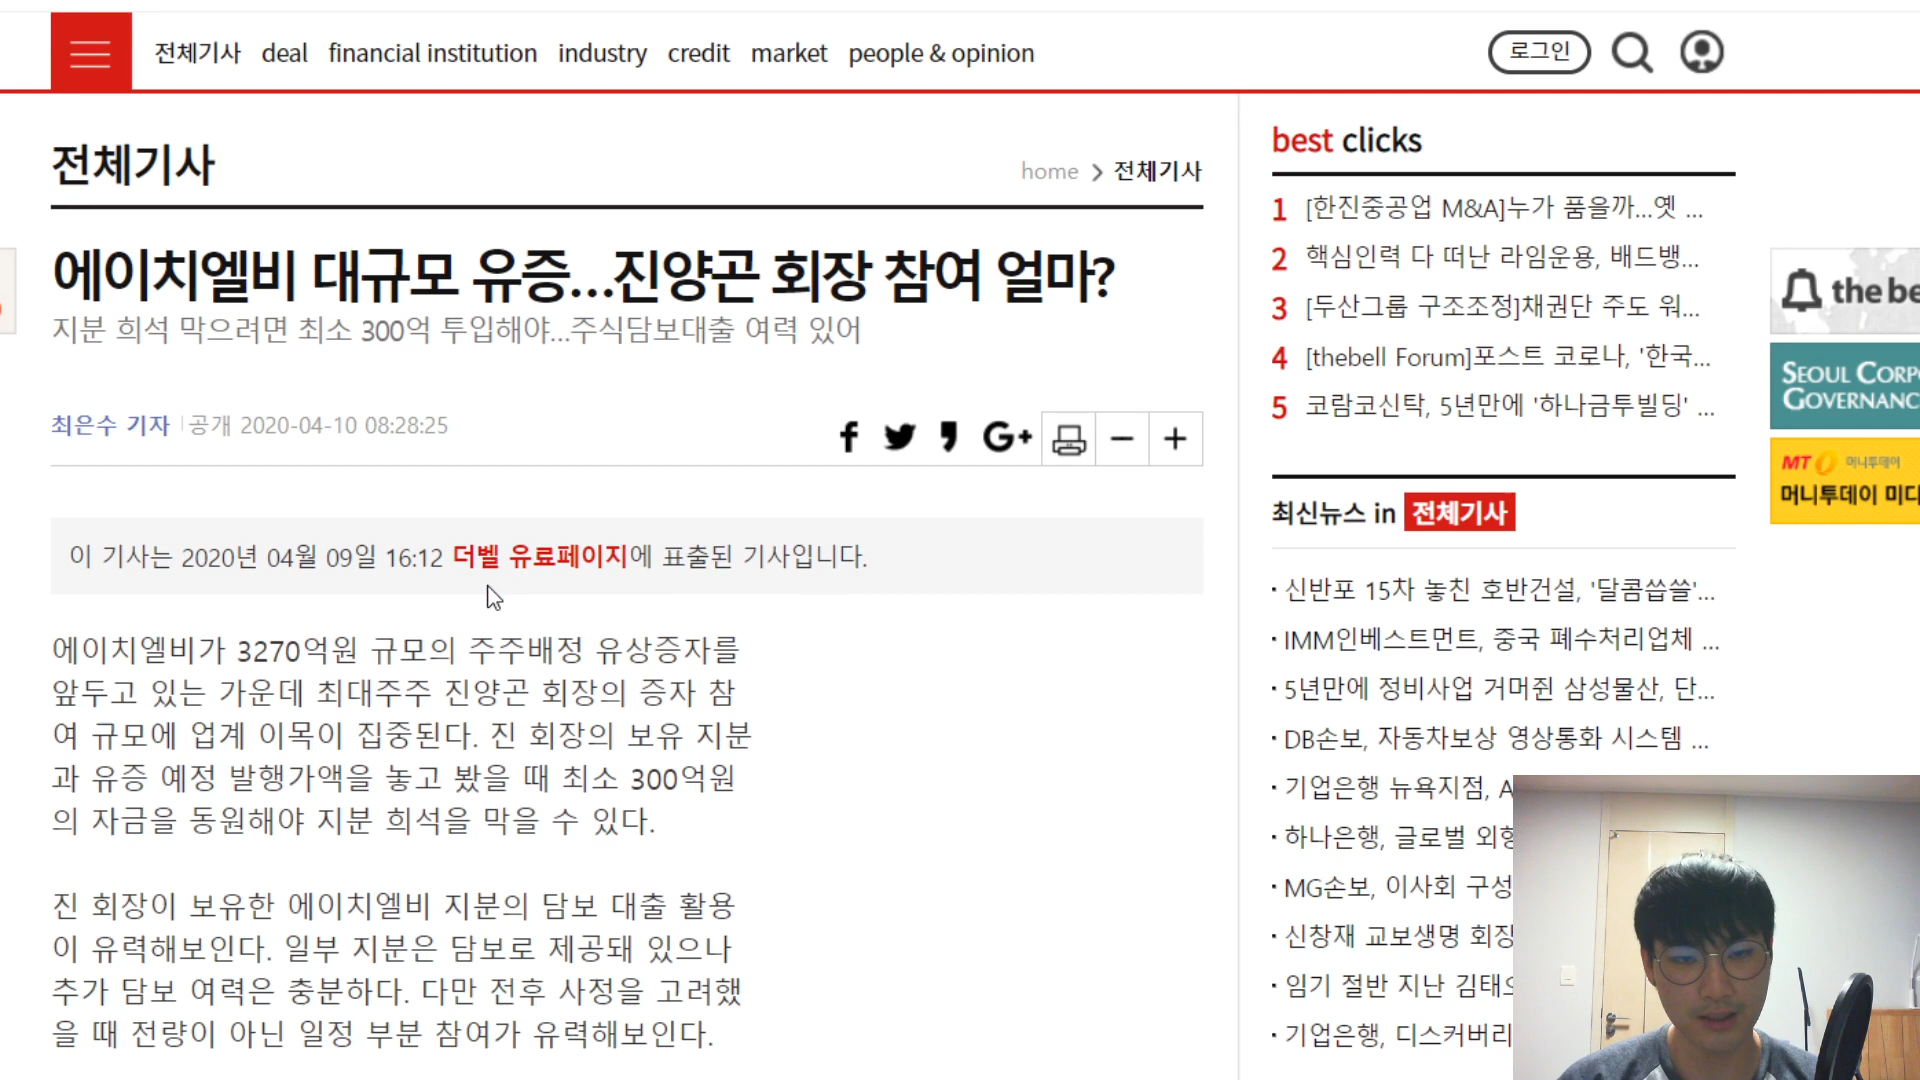 전체기사 deal financial institution industry credit market people & opinion
로그인
전체기사
home > 전체기사
에이치엘비 대규모 유증...진양곤 회장 참여 얼마?
지분 희석 막으려면 최소 300억 투입해야...주식담보대출 여력 있어
최은수 기자 공개 2020-04-10 08:28:25
이 기사는 2020년 04월 09일 16:12 더벨 유료페이지에 표출된 기사입니다.
에이치엘비가 3270억원 규모의 주주배정 유상증자를
앞두고 있는 가운데 최대주주 진양곤 회장의 증자 참
여 규모에 업계 이목이 집중된다. 진 회장의 보유 지분
과 유증 예정 발행가액을 놓고 봤을 때 최소 300억원
의 자금을 동원해야 지분 희석을 막을 수 있다.
진 회장이 보유한 에이치엘비 지분의 담보 대출 활용
이 유력해보인다. 일부 지분은 담보로 제공돼 있으나
추가 담보 여력은 충분하다. 다만 전후 사정을 고려했
을 때 전량이 아닌 일정 부분 참여가 유력해보인다.
best clicks
1 [한진중공업 M&A]누가 품을까...옛 ...
2 핵심인력 다 떠난 라임운용, 배드뱅...
3 [두산그룹 구조조정]채권단 주도 워...
4 [thebell Forum]포스트 코로나, '한국...
5 코람코신탁, 5년만에 '하나금투빌딩' ...
최신뉴스 in 전체기사
· 신반포 15차 놓친 호반건설, '달콤씁쓸'...
· IMM인베스트먼트, 중국 폐수처리업체 ...
· 5년만에 정비사업 거머쥔 삼성물산, 단...
· DB손보, 자동차보상 영상통화 시스템 ...
· 기업은행 뉴욕지점, A
· 하나은행, 글로벌 외형
· MG손보, 이사회 구성
· 신창재 교보생명 회장
· 임기 절반 지난 김태오
· 기업은행, 디스커버리
the be
SEOUL CORPO
GOVERNANC
MT 머니투데이
머니투데이 미디